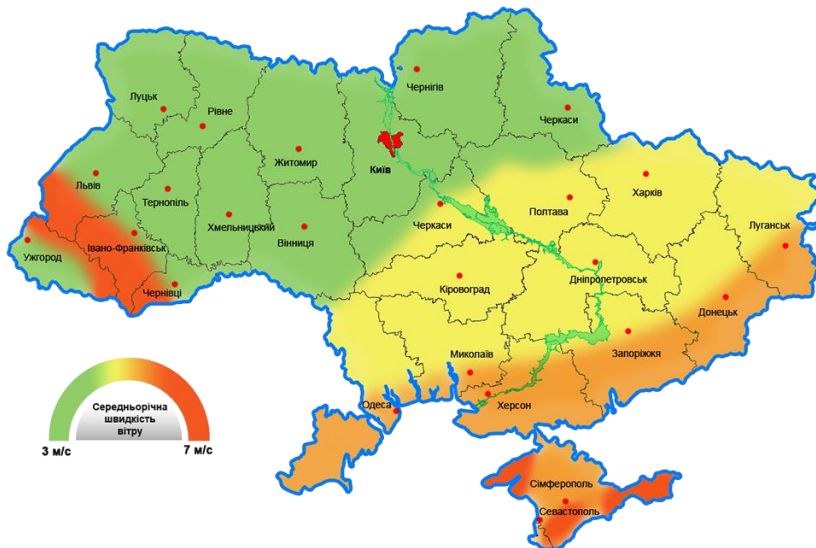 Чернігів
Луцьк
Рівне
Черкаси
Житомир
Київ
Львів
Тернопіль
Харків
Полтава
Черкаси
Хмельницький
Вінниця
Луганськ
Івано-Франківськ
Ужгород
Чернівці
Кіровоград
Дніпропетровськ
Донецьк
Миколаїв
Запоріжжя
Одеса
Херсон
Середньорічна
швидкість
вітру
3 м/с
7 м/с
Сімферополь
Севастополь